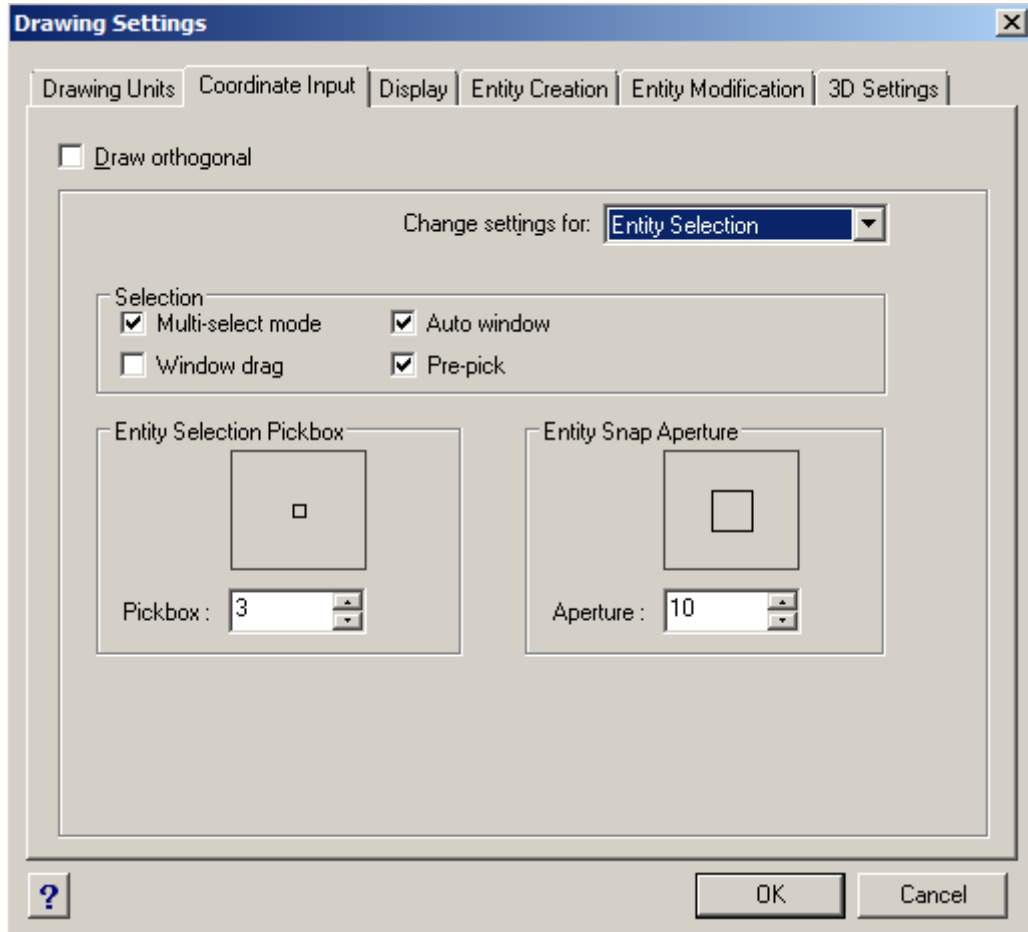 Drawing Settings
Drawing Units Coordinate Input Display Entity Creation Entity Modification 3D Settings
Draw orthogonal
Change settings for: Entity Selection
Selection
Multi-select mode Auto window
Window drag Pre-pick
Entity Selection Pickbox Entity Snap Aperture
Pickbox : 3 Aperture : 10
? OK Cancel